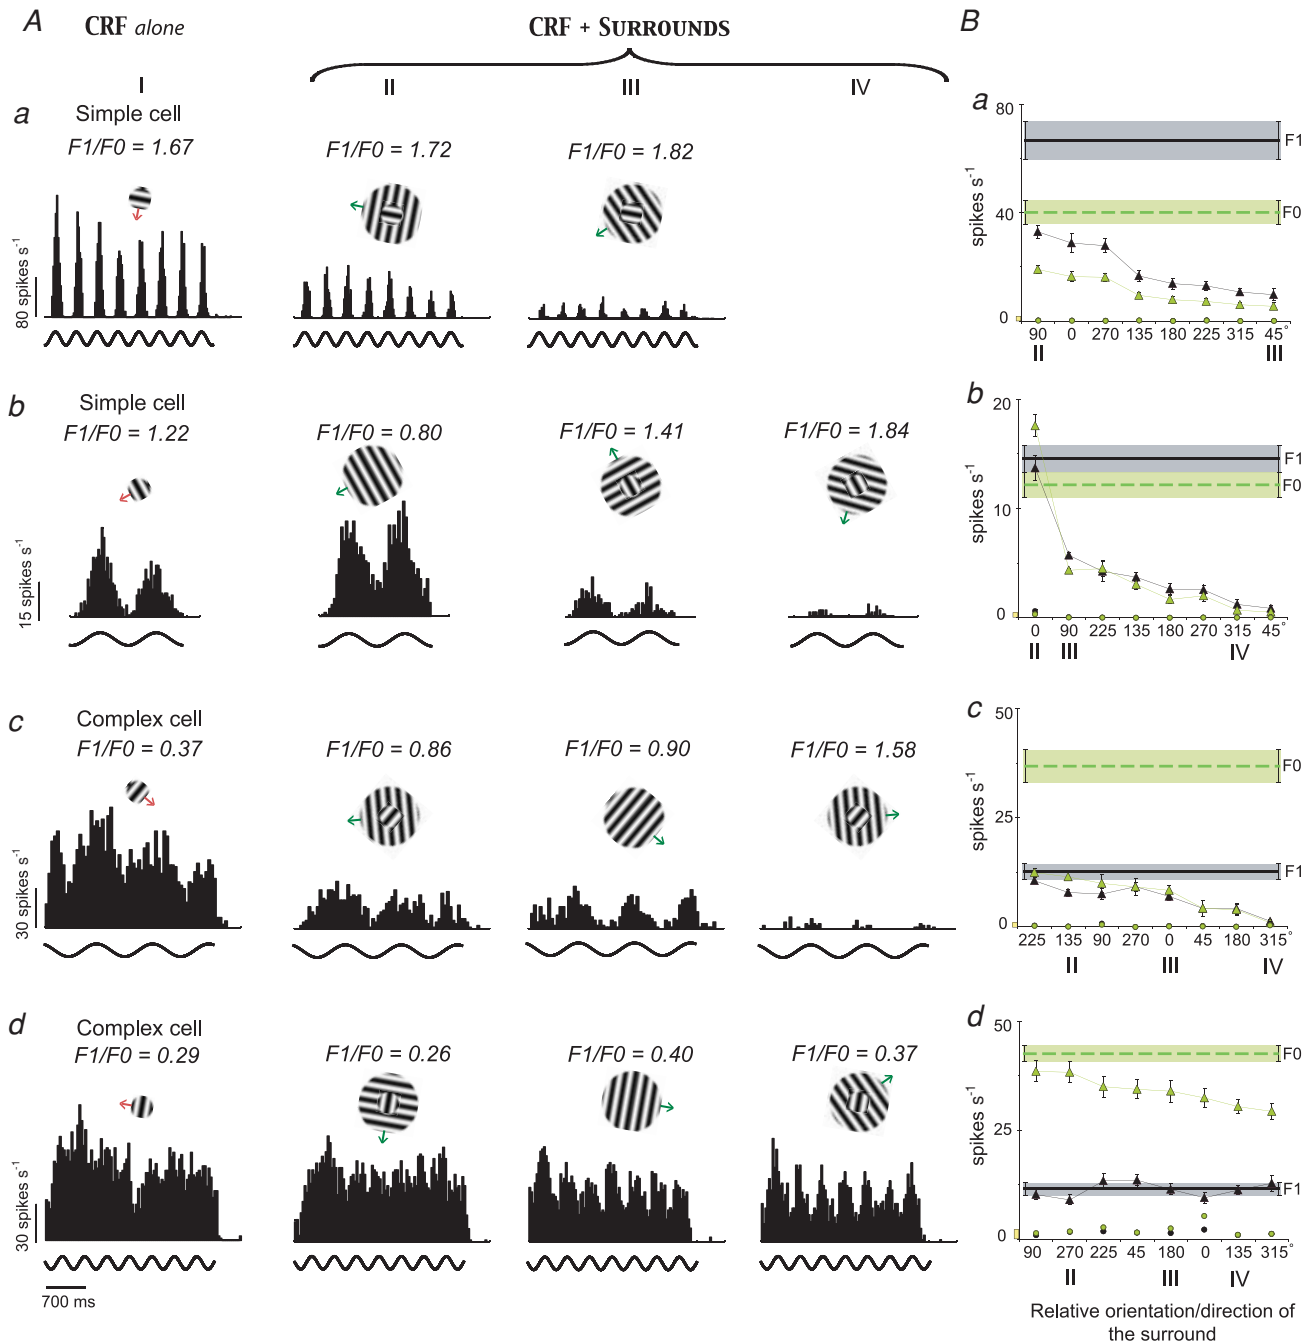 A CRF alone CRF + SURROUNDS B
I II III IV
a Simple cell
F1/F0 = 1.67 F1/F0 = 1.72 F1/F0 = 1.82
80 spikes s-1
a
80
40
0
spikes s-1
F1
F0
90 0 270 135 180 225 315 45°
II III
b Simple cell
F1/F0 = 1.22 F1/F0 = 0.80 F1/F0 = 1.41 F1/F0 = 1.84
15 spikes s-1
b
20
10
0
spikes s-1
F1
F0
0 90 225 135 180 270 315 45°
II III IV
c Complex cell
F1/F0 = 0.37 F1/F0 = 0.86 F1/F0 = 0.90 F1/F0 = 1.58
30 spikes s-1
c
50
25
0
spikes s-1
F0
F1
225 135 90 270 0 45 180 315°
II III IV
d Complex cell
F1/F0 = 0.29 F1/F0 = 0.26 F1/F0 = 0.40 F1/F0 = 0.37
30 spikes s-1
700 ms
d
50
25
0
spikes s-1
F0
F1
90 270 225 45 180 0 135 315°
II III IV
Relative orientation/direction of
the surround